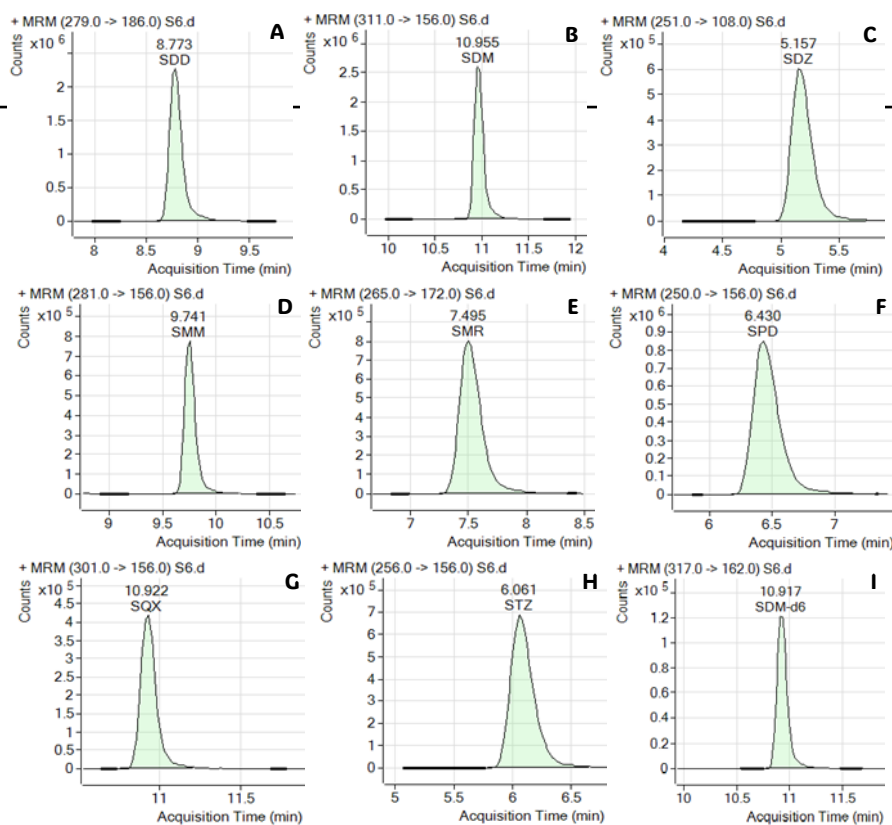 + MRM (279.0 -> 186.0) S6.d
A
Counts
x10 6
8.773
SDD
2
1.5
1
0.5
0
8 8.5 9 9.5
Acquisition Time (min)
+ MRM (311.0 -> 156.0) S6.d
B
Counts
x10 6
10.955
SDM
2.5
2
1.5
1
0.5
0
10 10.5 11 11.5 12
Acquisition Time (min)
+ MRM (251.0 -> 108.0) S6.d
C
Counts
x10 5
5.157
SDZ
6
5
4
3
2
1
0
4 4.5 5 5.5
Acquisition Time (min)
+ MRM (281.0 -> 156.0) S6.d
D
Counts
x10 5
9.741
SMM
8
7
6
5
4
3
2
1
0
9 9.5 10 10.5
Acquisition Time (min)
+ MRM (265.0 -> 172.0) S6.d
E
Counts
x10 5
7.495
SMR
8
7
6
5
4
3
2
1
0
7 7.5 8 8.5
Acquisition Time (min)
+ MRM (250.0 -> 156.0) S6.d
F
Counts
x10 6
6.430
SPD
0.9
0.8
0.7
0.6
0.5
0.4
0.3
0.2
0.1
0
6 6.5 7
Acquisition Time (min)
+ MRM (301.0 -> 156.0) S6.d
G
Counts
x10 5
10.922
SQX
4.5
4
3.5
3
2.5
2
1.5
1
0.5
0
11 11.5
Acquisition Time (min)
+ MRM (256.0 -> 156.0) S6.d
H
Counts
x10 5
6.061
STZ
7
6
5
4
3
2
1
0
5 5.5 6 6.5
Acquisition Time (min)
+ MRM (317.0 -> 162.0) S6.d
I
Counts
x10 5
10.917
SDM-d6
1.2
1
0.8
0.6
0.4
0.2
0
10 10.5 11 11.5
Acquisition Time (min)